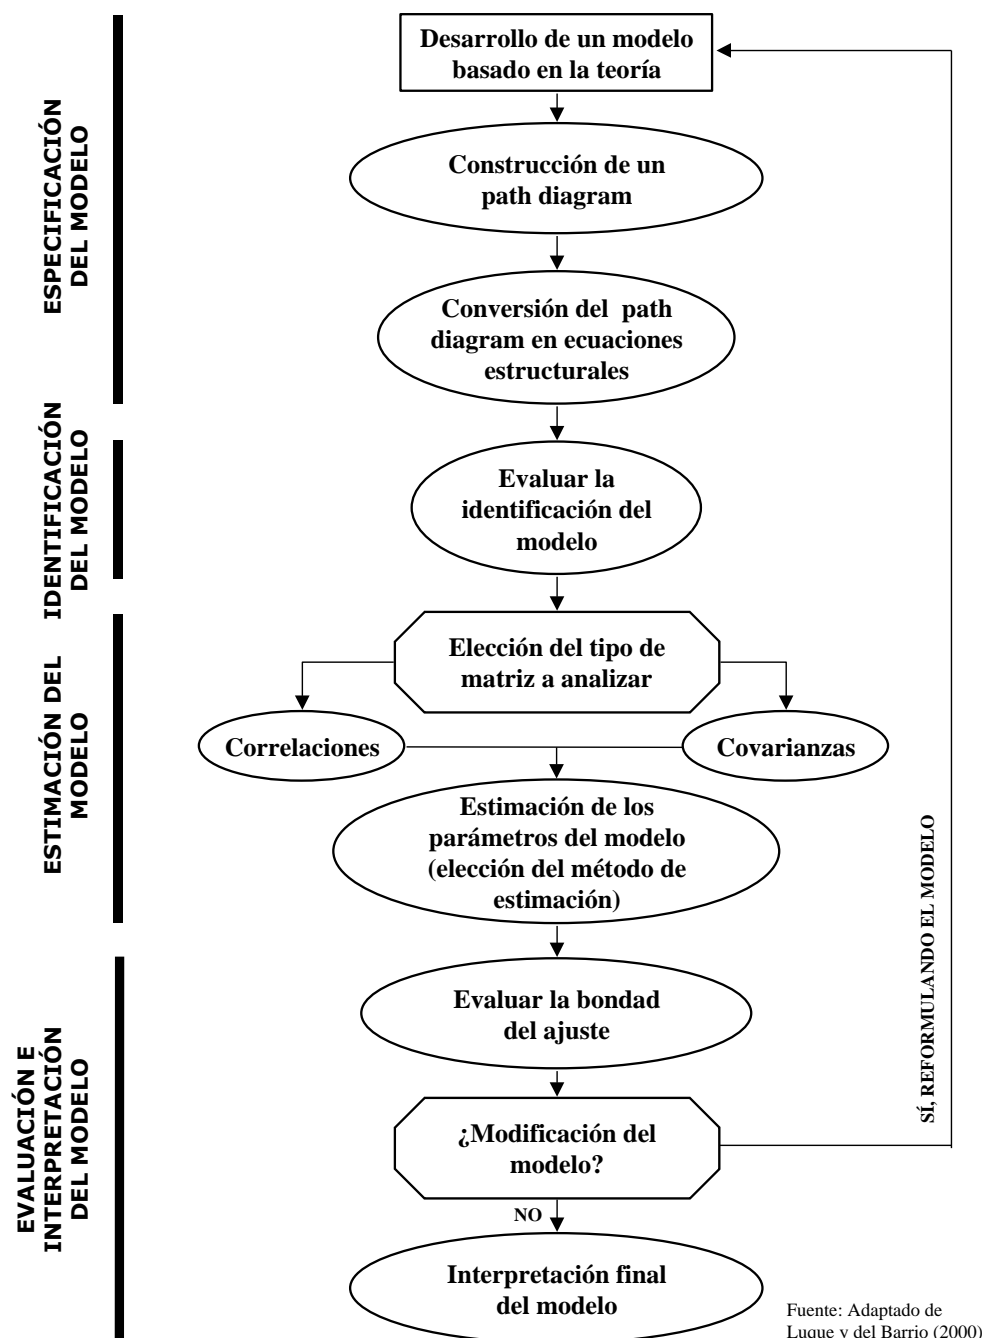 ESPECIFICACIÓN
DEL MODELO
Desarrollo de un modelo
basado en la teoría
Construcción de un
path diagram
Conversión del path
diagram en ecuaciones
estructurales
IDENTIFICACIÓN
DEL MODELO
Evaluar la
identificación del
modelo
ESTIMACIÓN DEL
MODELO
Elección del tipo de
matriz a analizar
Correlaciones
Covarianzas
Estimación de los
parámetros del modelo
(elección del método de
estimación)
SÍ, REFORMULANDO EL MODELO
EVALUACIÓN E
INTERPRETACIÓN
DEL MODELO
Evaluar la bondad
del ajuste
¿Modificación del
modelo?
NO
Interpretación final
del modelo
Fuente: Adaptado de
Luque y del Barrio (2000)